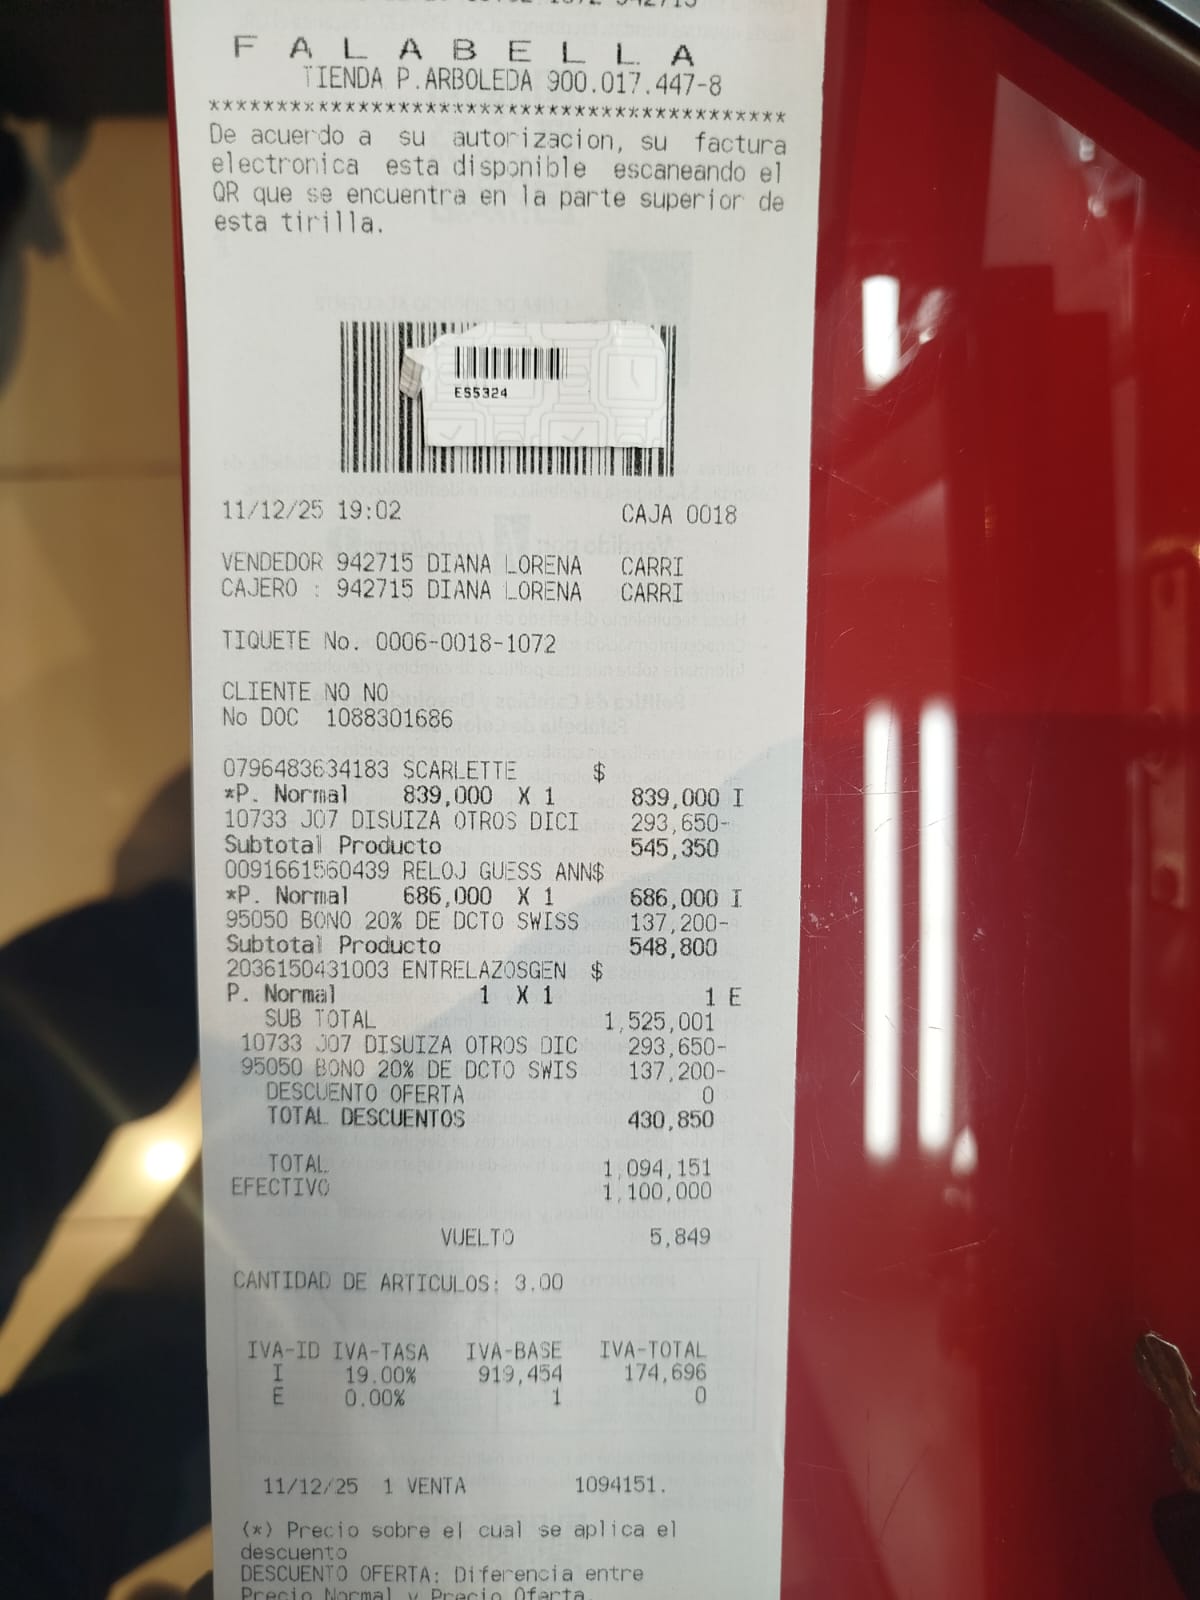 F A L A B E L L A
TIENDA P.ARBOLEDA 900.017.447-8
*******************************************
De acuerdo a su autorizacion, su factura
electronica esta disponible escaneando el
QR que se encuentra en la parte superior de
esta tirilla.
ES5324
11/12/25 19:02 CAJA 0018
VENDEDOR 942715 DIANA LORENA CARRI
CAJERO : 942715 DIANA LORENA CARRI
TIQUETE No. 0006-0018-1072
CLIENTE NO NO
No DOC 1088301686
0796483634183 SCARLETTE $
*P. Normal 839,000 X 1 839,000 I
10733 J07 DISUIZA OTROS DICI 293,650-
Subtotal Producto 545,350
0091661560439 RELOJ GUESS ANN$
*P. Normal 686,000 X 1 686,000 I
95050 BONO 20% DE DCTO SWISS 137,200-
Subtotal Producto 548,800
2036150431003 ENTRELAZOSGEN $
P. Normal 1 X 1 1 E
SUB TOTAL 1,525,001
10733 J07 DISUIZA OTROS DIC 293,650-
95050 BONO 20% DE DCTO SWIS 137,200-
DESCUENTO OFERTA 0
TOTAL DESCUENTOS 430,850
TOTAL 1,094,151
EFECTIVO 1,100,000
VUELTO 5,849
CANTIDAD DE ARTICULOS: 3.00
IVA-ID IVA-TASA IVA-BASE IVA-TOTAL
I 19.00% 919,454 174,696
E 0.00% 1 0
11/12/25 1 VENTA 1094151.
(*) Precio sobre el cual se aplica el
descuento
DESCUENTO OFERTA: Diferencia entre
Precio Normal y Precio Oferta.